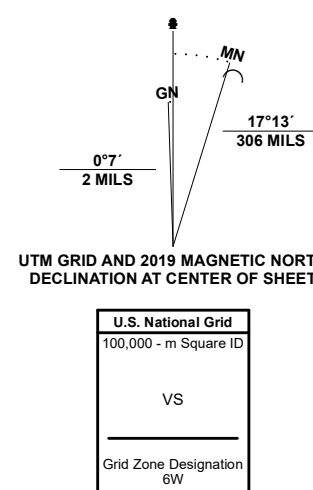 MN
GN
17°13´
306 MILS
0°7´
2 MILS
UTM GRID AND 2019 MAGNETIC NORT
DECLINATION AT CENTER OF SHEET
U.S. National Grid
100,000 - m Square ID
VS
Grid Zone Designation
6W